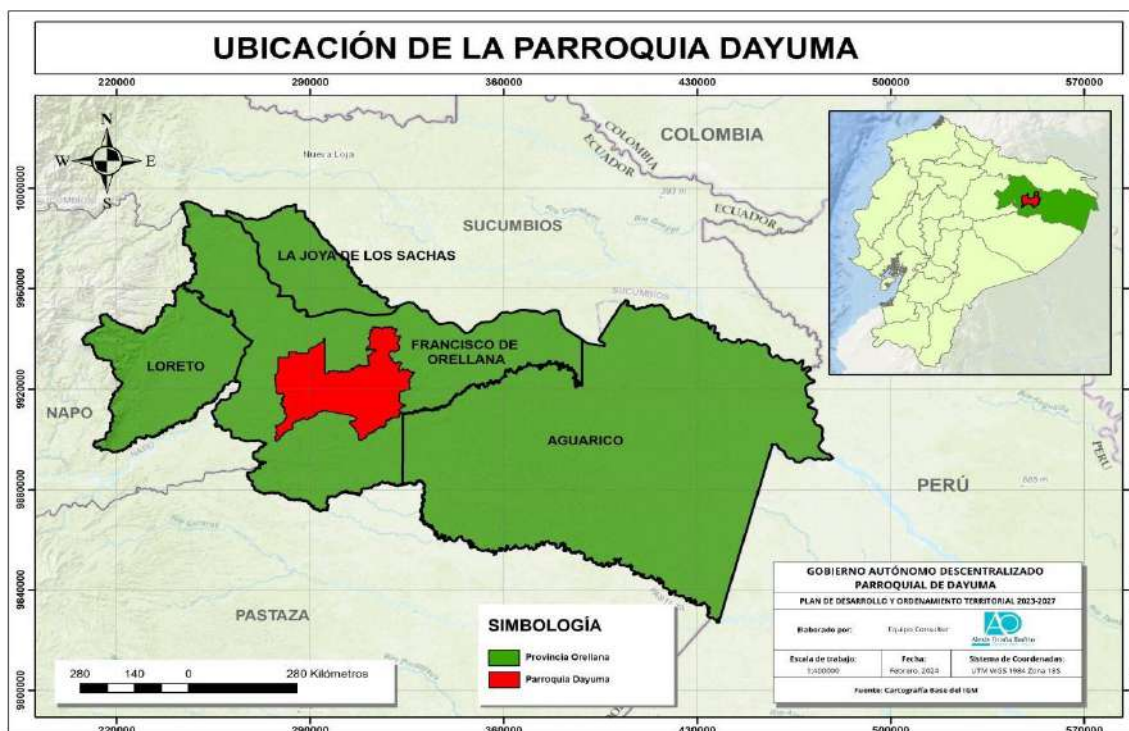 UBICACIÓN DE LA PARROQUIA DAYUMA
220000 290000 360000 430000 500000 570000
N
W E
S
COLOMBIA
COLOMBIA
ECUADOR
ECUADOR
Nueva Loja
SUCUMBIOS
SUCUMBIOS
LA JOYA DE LOS SACHAS
FRANCISCO DE
ORELLANA
LORETO
NAPO
AGUARICO
PERÚ
PERU
PASTAZA
10000000
9960000
9920000
9880000
9840000
9800000
SIMBOLOGÍA
Provincia Orellana
Parroquia Dayuma
280 140 0 280 Kilómetros
GOBIERNO AUTÓNOMO DESCENTRALIZADO
PARROQUIAL DE DAYUMA
PLAN DE DESARROLLO Y ORDENAMIENTO TERRITORIAL 2023-2027
Elaborado por: Equipo Consultor
AO
Escala de trabajo: Fecha: Sistema de Coordenadas:
1:400000 Febrero, 2024 UTM WGS 1984 Zona 18S
Fuente: Cartografía Base del IGM
220000 290000 360000 430000 500000 570000